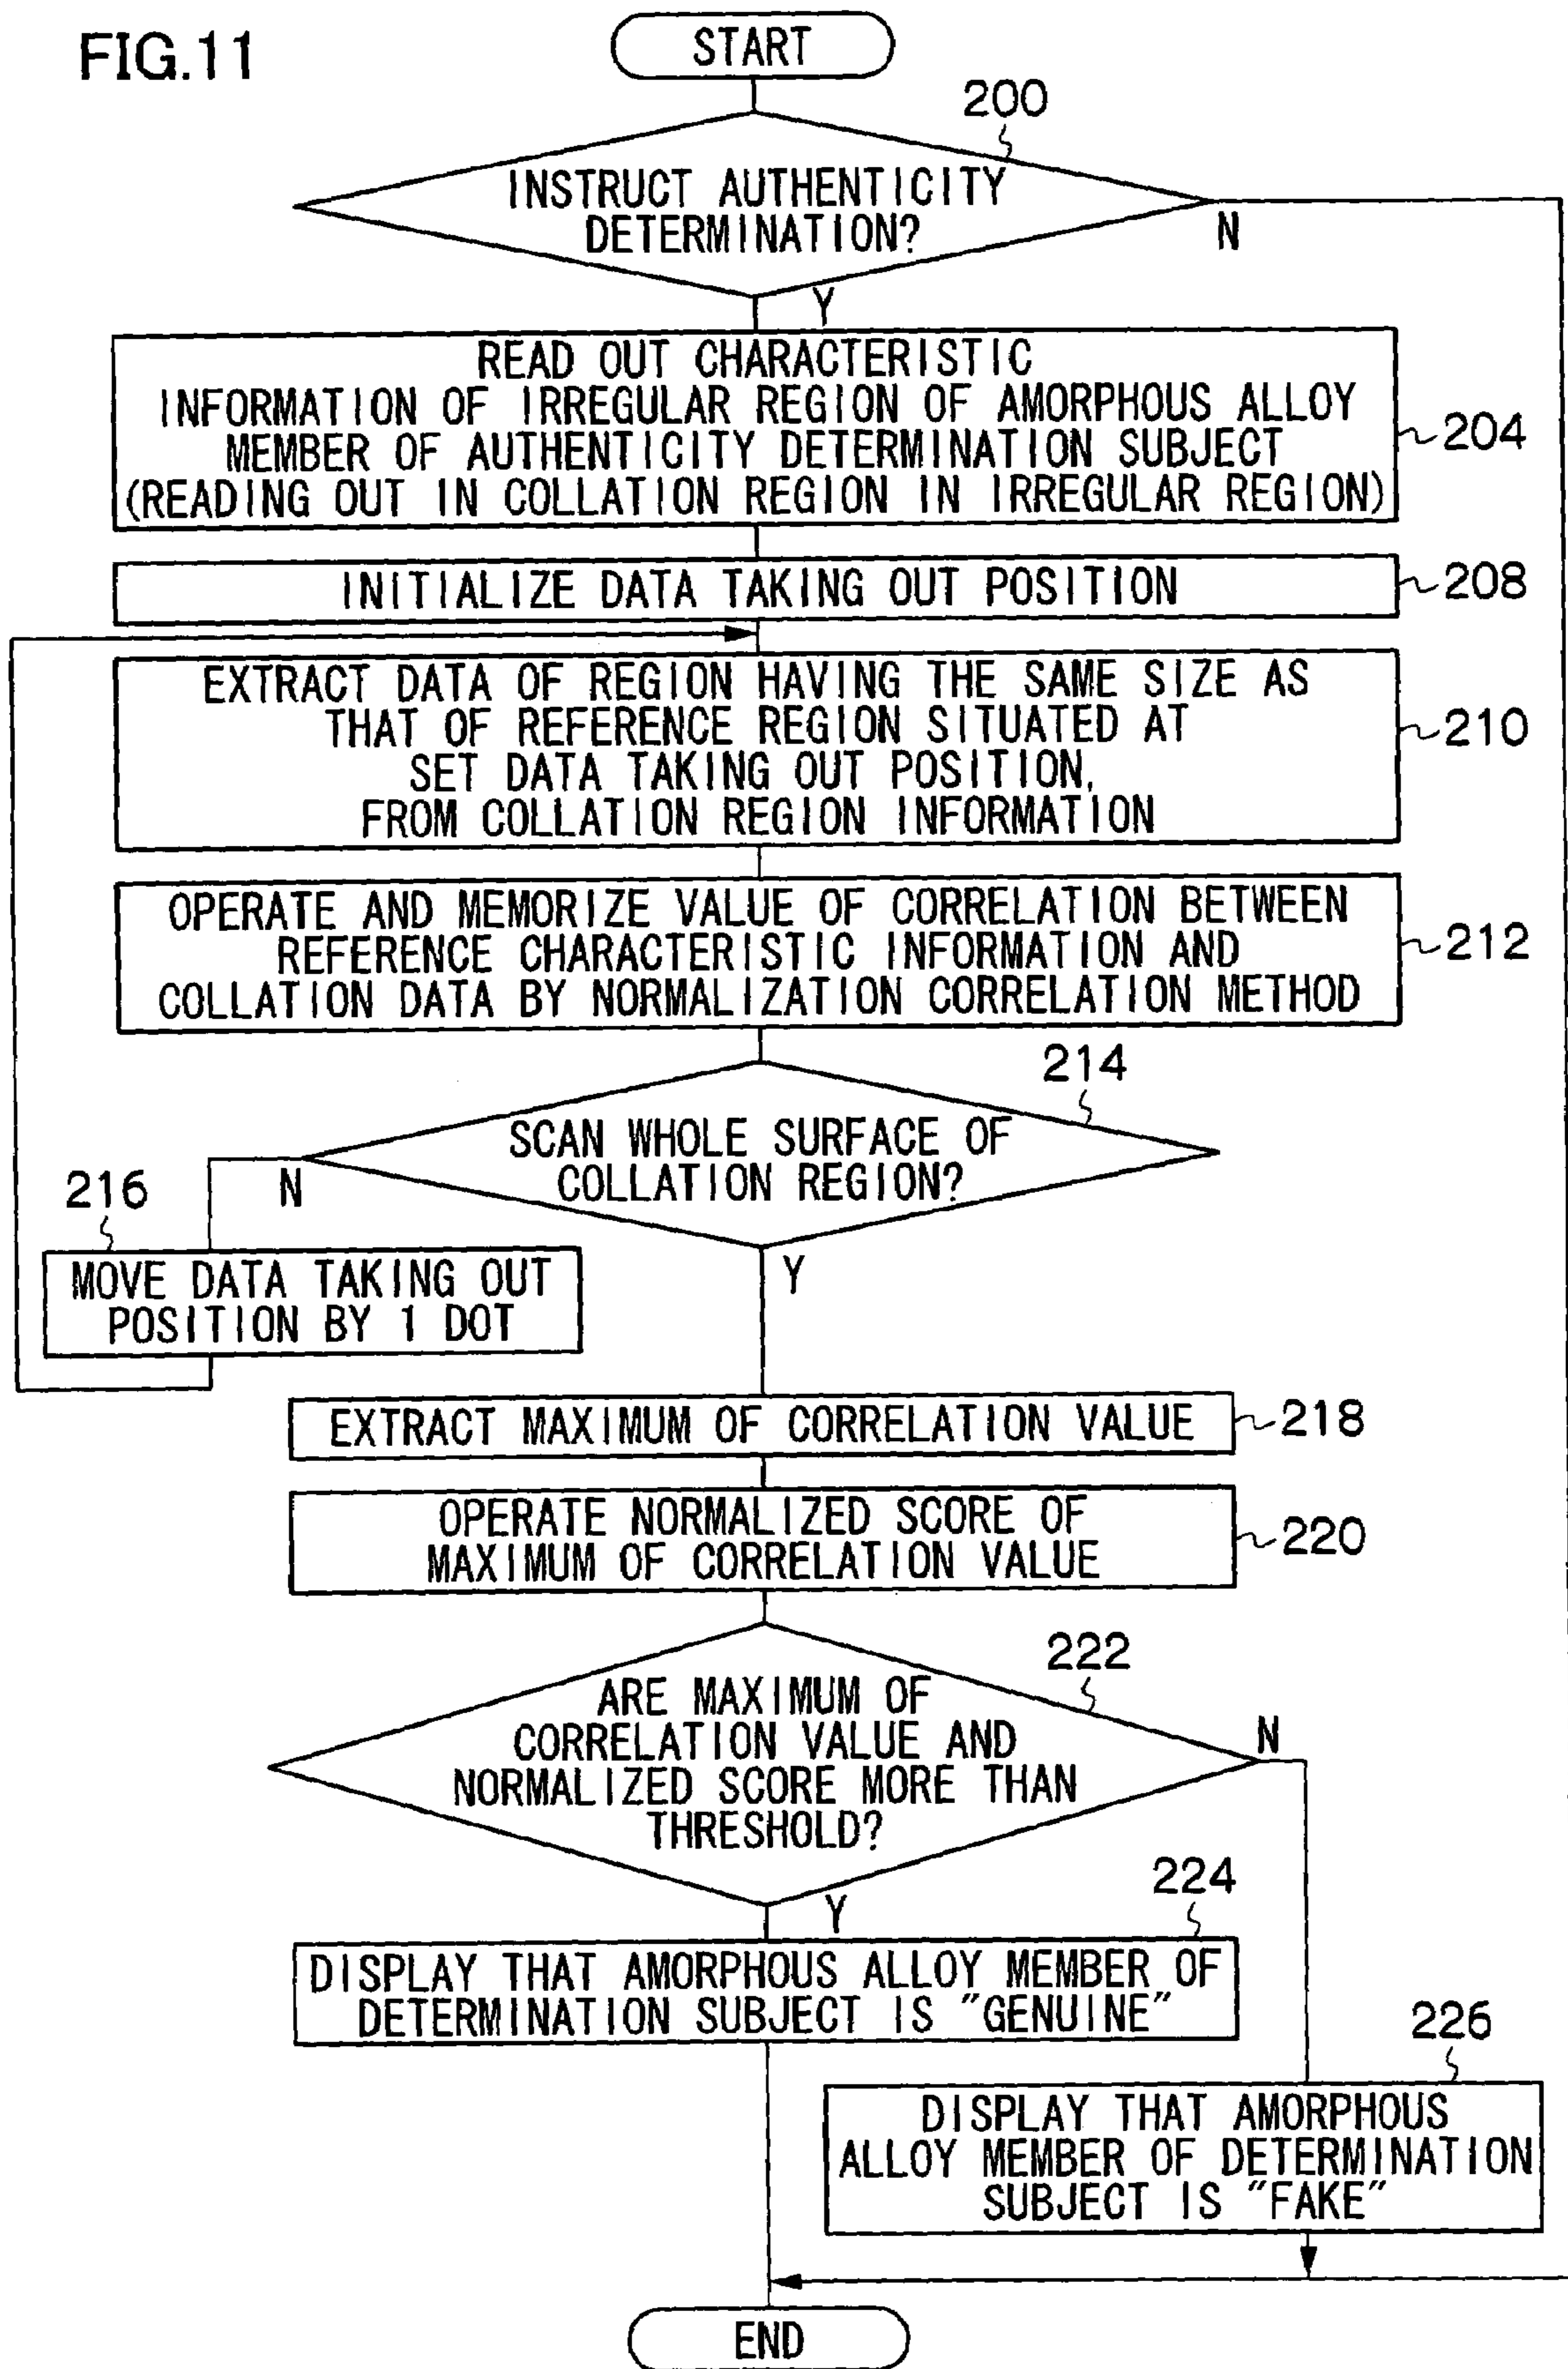 FIG.11
START
200
INSTRUCT AUTHENTICITY
DETERMINATION?
N
Y
READ OUT CHARACTERISTIC
INFORMATION OF IRREGULAR REGION OF AMORPHOUS ALLOY
MEMBER OF AUTHENTICITY DETERMINATION SUBJECT
(READING OUT IN COLLATION REGION IN IRREGULAR REGION)
204
INITIALIZE DATA TAKING OUT POSITION
208
EXTRACT DATA OF REGION HAVING THE SAME SIZE AS
THAT OF REFERENCE REGION SITUATED AT
SET DATA TAKING OUT POSITION,
FROM COLLATION REGION INFORMATION
210
OPERATE AND MEMORIZE VALUE OF CORRELATION BETWEEN
REFERENCE CHARACTERISTIC INFORMATION AND
COLLATION DATA BY NORMALIZATION CORRELATION METHOD
212
214
SCAN WHOLE SURFACE OF
COLLATION REGION?
N
Y
216
MOVE DATA TAKING OUT
POSITION BY 1 DOT
EXTRACT MAXIMUM OF CORRELATION VALUE
218
OPERATE NORMALIZED SCORE OF
MAXIMUM OF CORRELATION VALUE
220
222
ARE MAXIMUM OF
CORRELATION VALUE AND
NORMALIZED SCORE MORE THAN
THRESHOLD?
N
Y
224
DISPLAY THAT AMORPHOUS ALLOY MEMBER OF
DETERMINATION SUBJECT IS "GENUINE"
226
DISPLAY THAT AMORPHOUS
ALLOY MEMBER OF DETERMINATION
SUBJECT IS "FAKE"
END